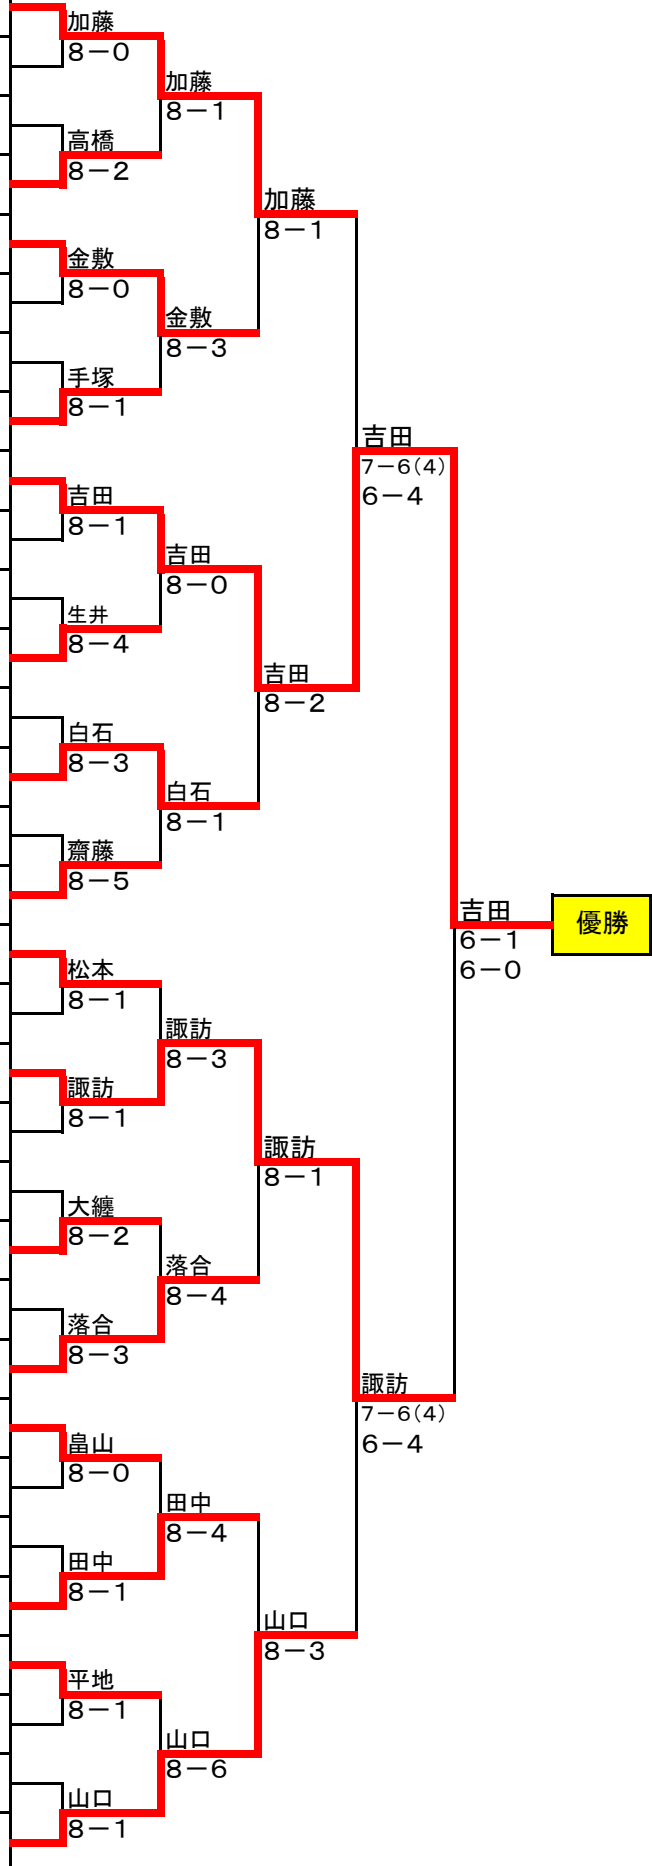 加藤
8－0
加藤
8－1
高橋
8－2
加藤
8－1
金敷
8－0
金敷
8－3
手塚
8－1
吉田
7－6(4)
6－4
吉田
8－1
吉田
8－0
生井
8－4
吉田
8－2
白石
8－3
白石
8－1
齋藤
8－5
吉田
6－1
6－0
優勝
松本
8－1
諏訪
8－3
諏訪
8－1
諏訪
8－1
大纏
8－2
落合
8－4
落合
8－3
諏訪
7－6(4)
6－4
畠山
8－0
田中
8－4
田中
8－1
山口
8－3
平地
8－1
山口
8－6
山口
8－1